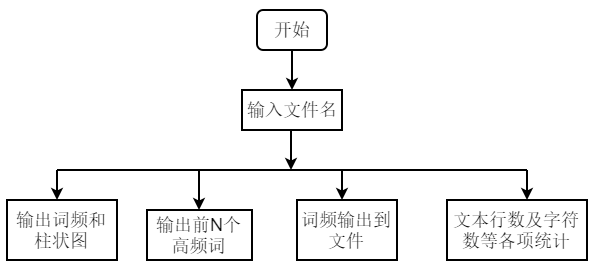 开始
输入文件名
输出词频和
柱状图
输出前N个
高频词
词频输出到
文件
文本行数及字符
数等各项统计